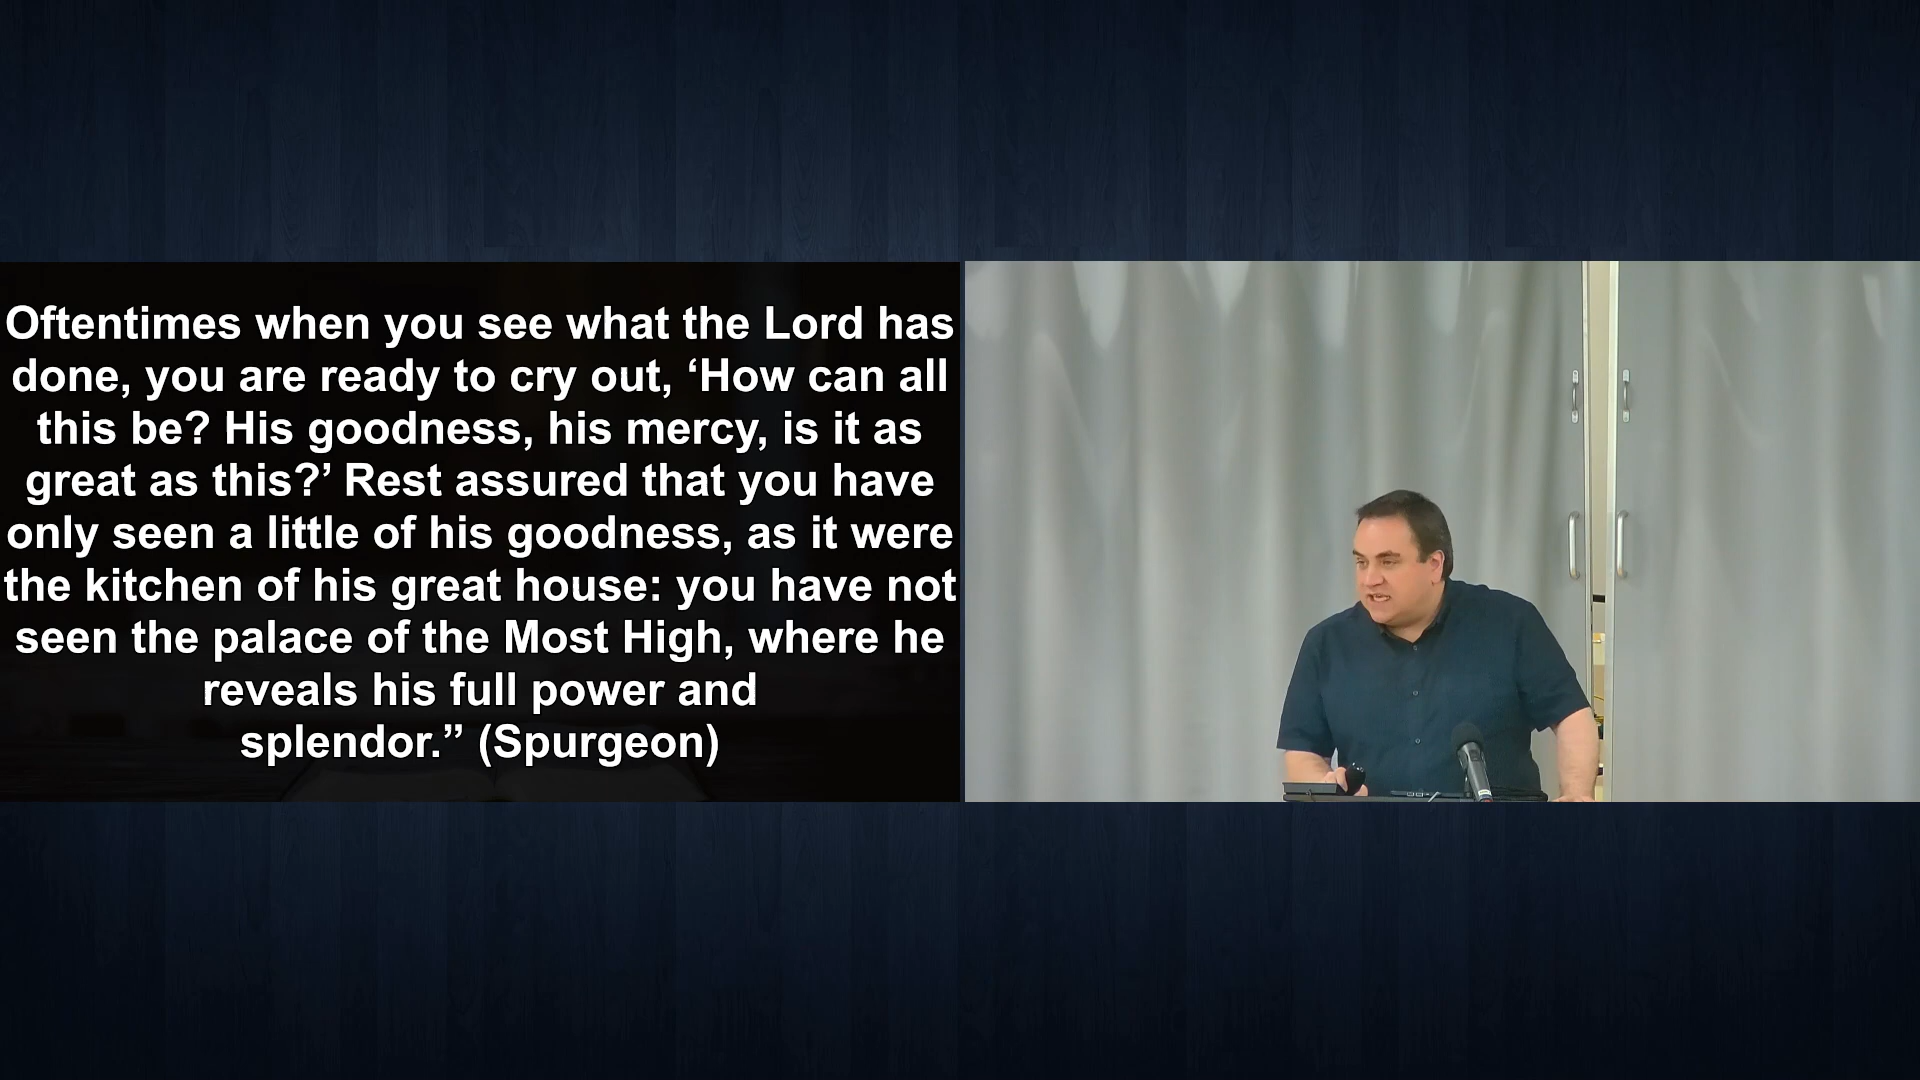 Oftentimes when you see what the Lord has
done, you are ready to cry out, ‘How can all
this be? His goodness, his mercy, is it as
great as this?’ Rest assured that you have
only seen a little of his goodness, as it were
the kitchen of his great house: you have not
seen the palace of the Most High, where he
reveals his full power and
splendor.” (Spurgeon)